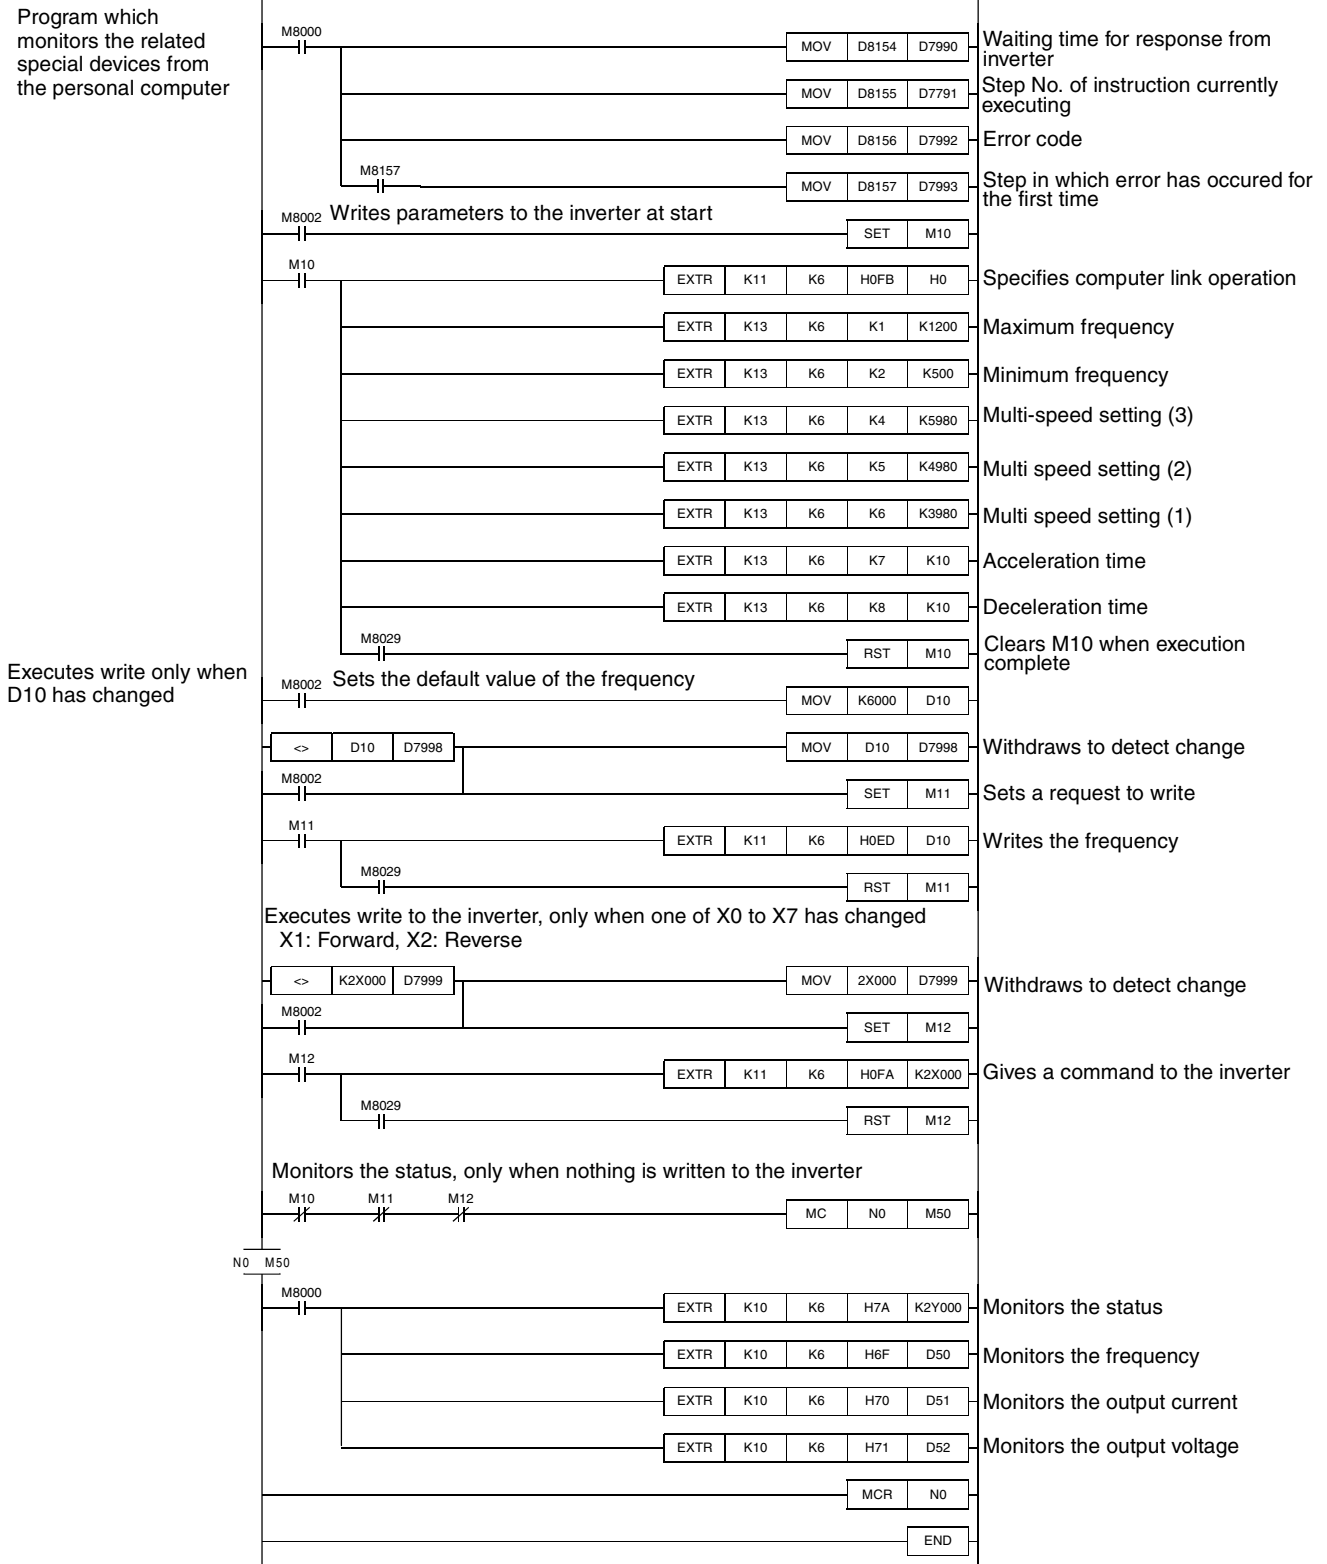 Program which
monitors the related
special devices from
the personal computer
M8000
MOV D8154 D7990
Waiting time for response from
inverter
MOV D8155 D7791
Step No. of instruction currently
executing
MOV D8156 D7992
Error code
M8157
MOV D8157 D7993
Step in which error has occured for
the first time
M8002 Writes parameters to the inverter at start
SET M10
M10
EXTR K11 K6 H0FB H0
Specifies computer link operation
EXTR K13 K6 K1 K1200
Maximum frequency
EXTR K13 K6 K2 K500
Minimum frequency
EXTR K13 K6 K4 K5980
Multi-speed setting (3)
EXTR K13 K6 K5 K4980
Multi speed setting (2)
EXTR K13 K6 K6 K3980
Multi speed setting (1)
EXTR K13 K6 K7 K10
Acceleration time
EXTR K13 K6 K8 K10
Deceleration time
M8029
RST M10
Clears M10 when execution
complete
Executes write only when
D10 has changed
M8002 Sets the default value of the frequency
MOV K6000 D10
<> D10 D7998
MOV D10 D7998
Withdraws to detect change
M8002
SET M11
Sets a request to write
M11
EXTR K11 K6 H0ED D10
Writes the frequency
M8029
RST M11
Executes write to the inverter, only when one of X0 to X7 has changed
X1: Forward, X2: Reverse
<> K2X000 D7999
MOV 2X000 D7999
Withdraws to detect change
M8002
SET M12
M12
EXTR K11 K6 H0FA K2X000
Gives a command to the inverter
M8029
RST M12
Monitors the status, only when nothing is written to the inverter
M10 M11 M12
MC N0 M50
N0 M50
M8000
EXTR K10 K6 H7A K2Y000
Monitors the status
EXTR K10 K6 H6F D50
Monitors the frequency
EXTR K10 K6 H70 D51
Monitors the output current
EXTR K10 K6 H71 D52
Monitors the output voltage
MCR N0
END